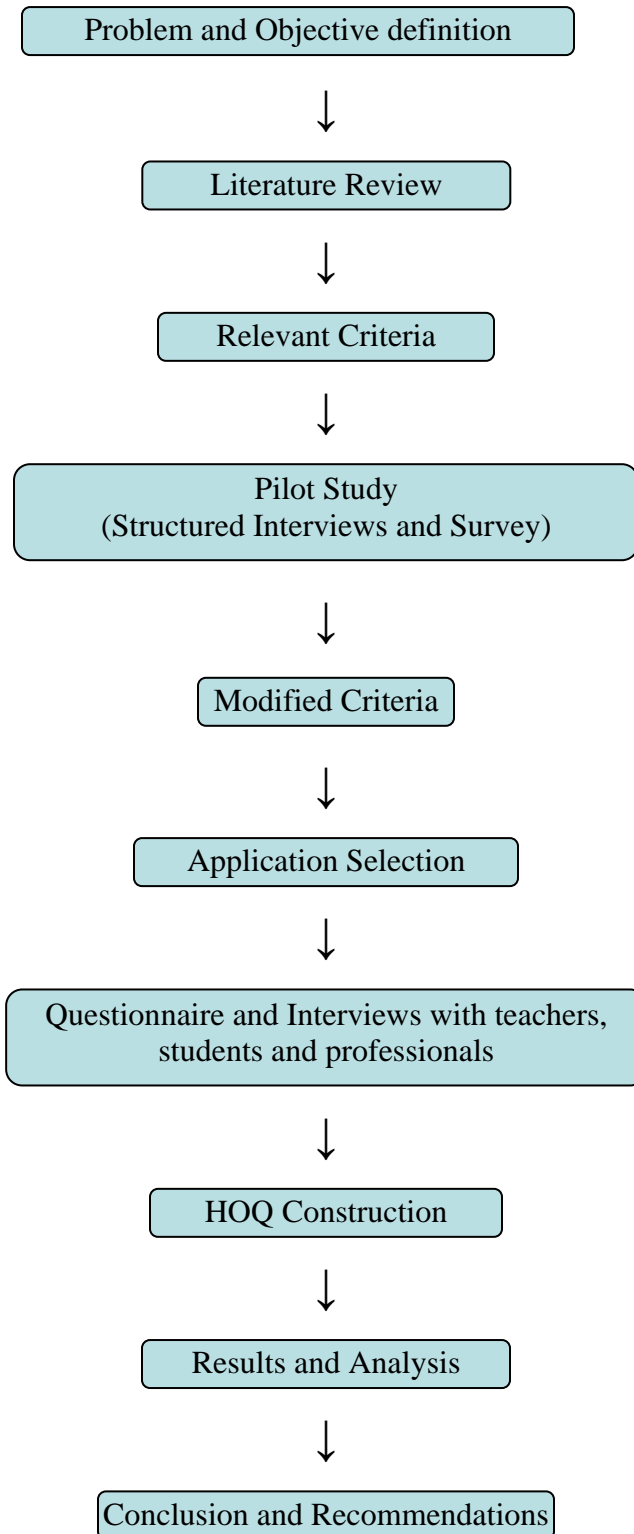 Problem and Objective definition
↓
Literature Review
↓
Relevant Criteria
↓
Pilot Study
(Structured Interviews and Survey)
↓
Modified Criteria
↓
Application Selection
↓
Questionnaire and Interviews with teachers,
students and professionals
↓
HOQ Construction
↓
Results and Analysis
↓
Conclusion and Recommendations